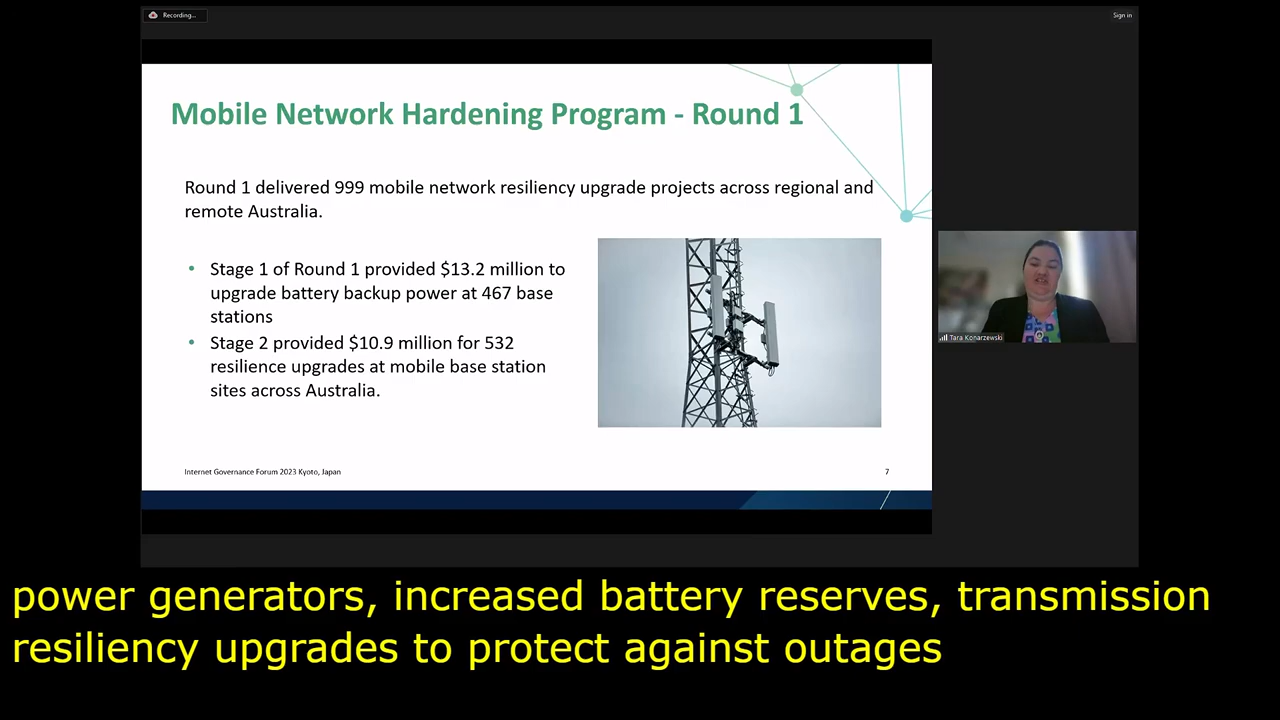 Recording...
Sign in
Mobile Network Hardening Program - Round 1
Round 1 delivered 999 mobile network resiliency upgrade projects across regional and
remote Australia.
• Stage 1 of Round 1 provided $13.2 million to
upgrade battery backup power at 467 base
stations
• Stage 2 provided $10.9 million for 532
resilience upgrades at mobile base station
sites across Australia.
Internet Governance Forum 2023 Kyoto, Japan
7
Tara Konarzewski
power generators, increased battery reserves, transmission
resiliency upgrades to protect against outages